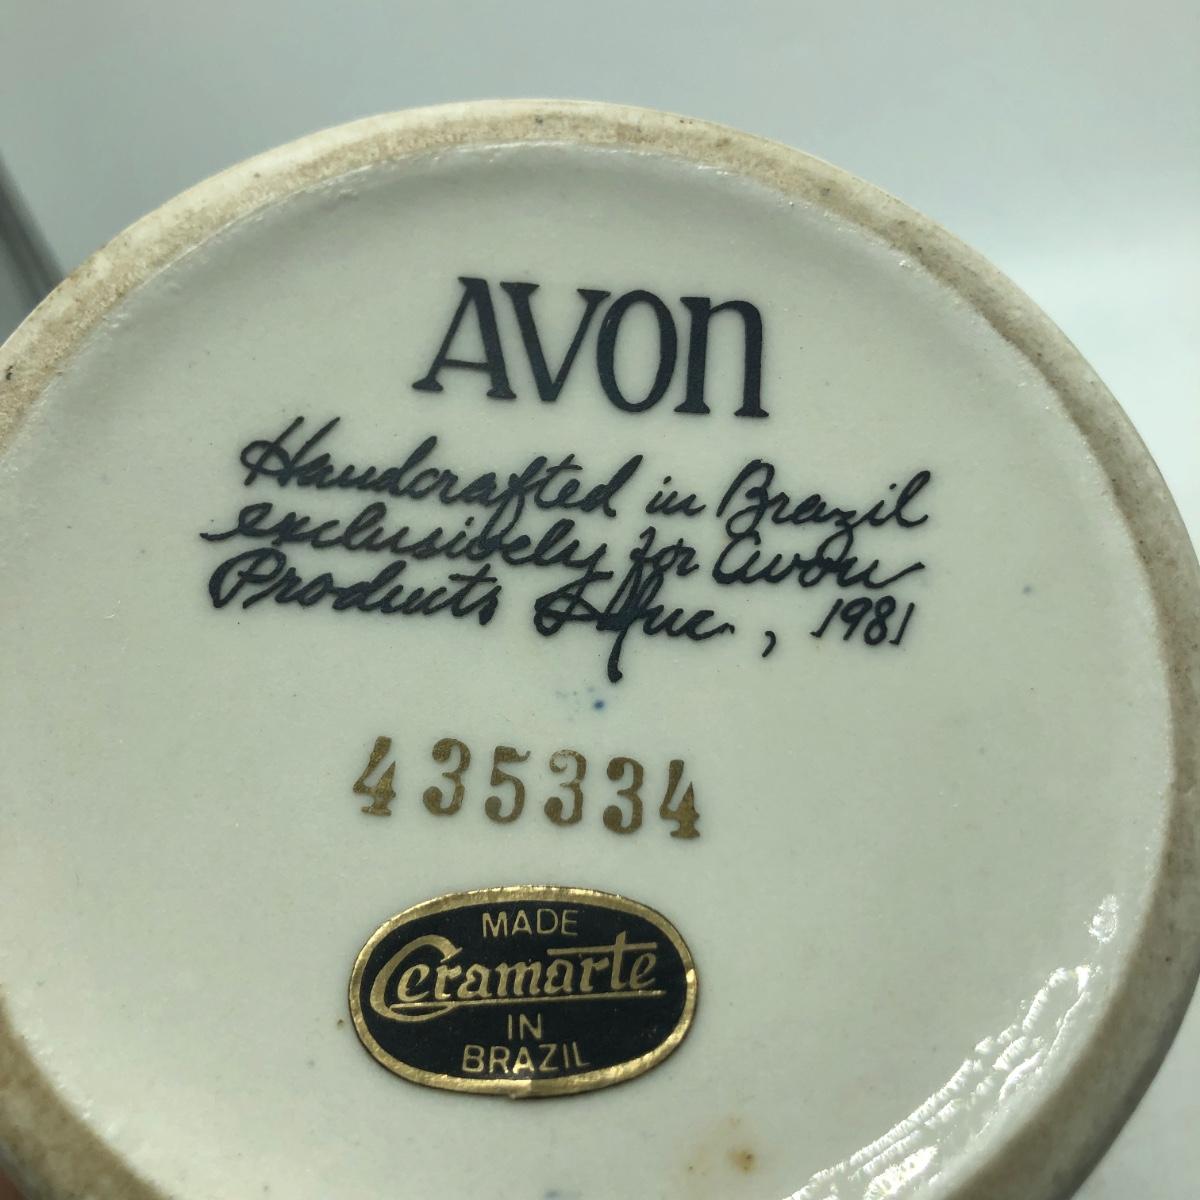 AVON
Handcrafted in Brazil
exclusively for Avon
Products Inc., 1981
435334
MADE
Ceramarte
IN
BRAZIL